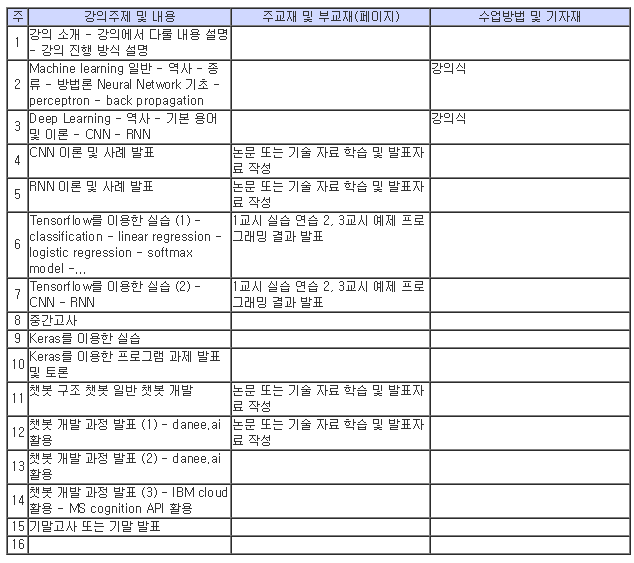 주 강의주제 및 내용 주교재 및 부교재(페이지) 수업방법 및 기자재
1 강의 소개 - 강의에서 다룰 내용 설명
- 강의 진행 방식 설명
2 Machine learning 일반 - 역사 - 종 강의식
류 - 방법론 Neural Network 기초 -
perceptron - back propagation
3 Deep Learning - 역사 - 기본 용어 강의식
및 이론 - CNN - RNN
4 CNN 이론 및 사례 발표 논문 또는 기술 자료 학습 및 발표자
료 작성
5 RNN 이론 및 사례 발표 논문 또는 기술 자료 학습 및 발표자
료 작성
6 Tensorflow를 이용한 실습 (1) - 1교시 실습 연습 2, 3교시 예제 프로
classification - linear regression - 그래밍 결과 발표
logistic regression - softmax
model -...
7 Tensorflow를 이용한 실습 (2) - 1교시 실습 연습 2, 3교시 예제 프로
CNN - RNN 그래밍 결과 발표
8 중간고사
9 Keras를 이용한 실습
10 Keras를 이용한 프로그램 과제 발표
및 토론
11 챗봇 구조 챗봇 일반 챗봇 개발 논문 또는 기술 자료 학습 및 발표자
료 작성
12 챗봇 개발 과정 발표 (1) - danee.ai 논문 또는 기술 자료 학습 및 발표자
활용 료 작성
13 챗봇 개발 과정 발표 (2) - danee.ai
활용
14 챗봇 개발 과정 발표 (3) - IBM cloud
활용 - MS cognition API 활용
15 기말고사 또는 기말 발표
16